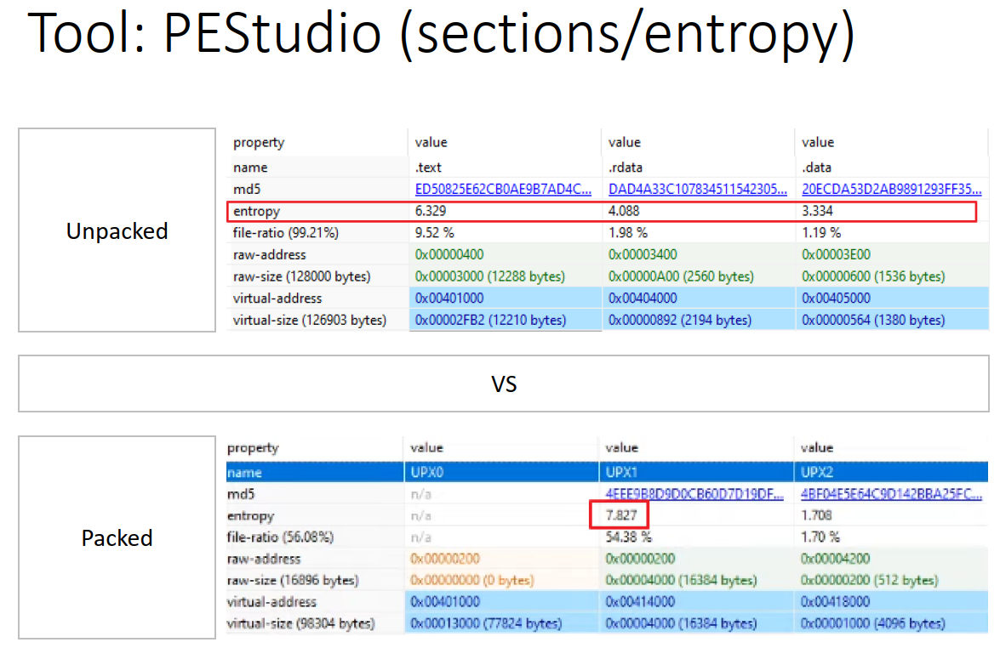 Tool: PEStudio (sections/entropy)
Unpacked
property value value value
name .text .rdata .data
md5 ED50825E62CB0AE9B7AD4C... DAD4A33C107834511542305... 20ECDA53D2AB9891293FF35...
entropy 6.329 4.088 3.334
file-ratio (99.21%) 9.52 % 1.98 % 1.19 %
raw-address 0x00000400 0x00003400 0x00003E00
raw-size (128000 bytes) 0x00003000 (12288 bytes) 0x00000A00 (2560 bytes) 0x00000600 (1536 bytes)
virtual-address 0x00401000 0x00404000 0x00405000
virtual-size (126903 bytes) 0x00002FB2 (12210 bytes) 0x00000892 (2194 bytes) 0x00000564 (1380 bytes)
VS
Packed
property value value value
name UPX0 UPX1 UPX2
md5 n/a 4EEE9B8D9D0CB60D7D19DF... 4BF04E5E64C9D142BBA25FC...
entropy n/a 7.827 1.708
file-ratio (56.08%) n/a 54.38 % 1.70 %
raw-address 0x00000200 0x00000200 0x00004200
raw-size (16896 bytes) 0x00000000 (0 bytes) 0x00004000 (16384 bytes) 0x00000200 (512 bytes)
virtual-address 0x00401000 0x00414000 0x00418000
virtual-size (98304 bytes) 0x00013000 (77824 bytes) 0x00004000 (16384 bytes) 0x00001000 (4096 bytes)